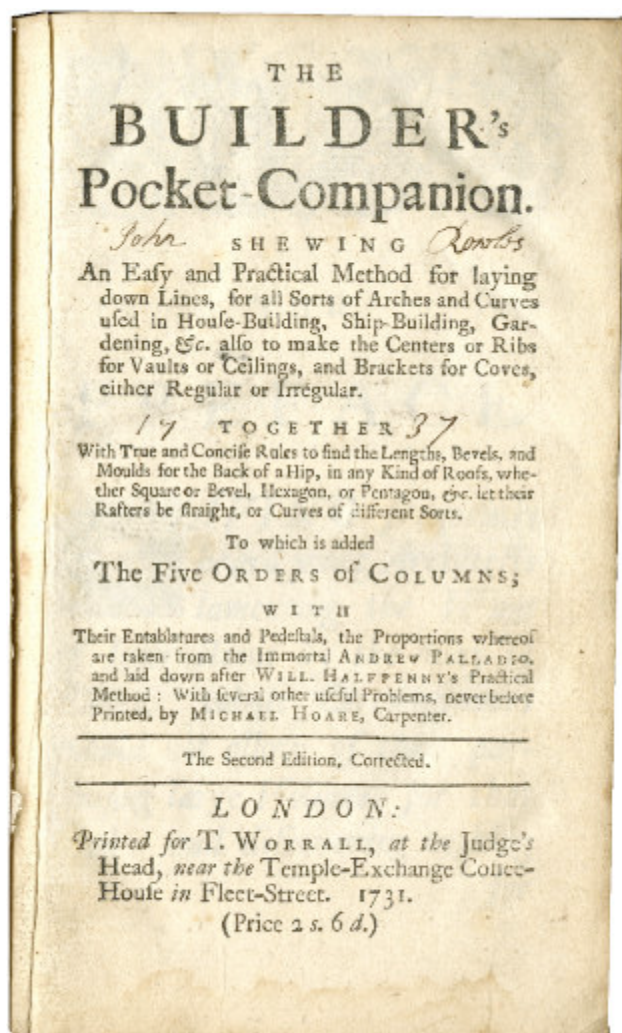 THE
BUILDER's
Pocket-Companion.
John SHEWING Rowles
An Eaſy and Practical Method for laying
down Lines, for all Sorts of Arches and Curves
uſed in Houſe-Building, Ship-Building, Gar-
dening, &c. alſo to make the Centers or Ribs
for Vaults or Ceilings, and Brackets for Coves,
either Regular or Irregular.
17 TOGETHER 37
With True and Conciſe Rules to find the Lengths, Bevels, and
Moulds for the Back of a Hip, in any Kind of Roofs, whe-
ther Square or Bevel, Hexagon, or Pentagon, &c. let their
Rafters be ſtraight, or Curves of different Sorts.
To which is added
The Five ORDERS of COLUMNS;
WITH
Their Entablatures and Pedeſtals, the Proportions whereof
are taken from the Immortal ANDREW PALLADIO,
and laid down after WILL. HALFPENNY's Practical
Method: With ſeveral other uſeful Problems, never before
Printed, by MICHAEL HOARE, Carpenter.
The Second Edition, Corrected.
LONDON:
Printed for T. WORRALL, at the Judge's
Head, near the Temple-Exchange Coffee-
Houſe in Fleet-Street. 1731.
(Price 2 s. 6 d.)